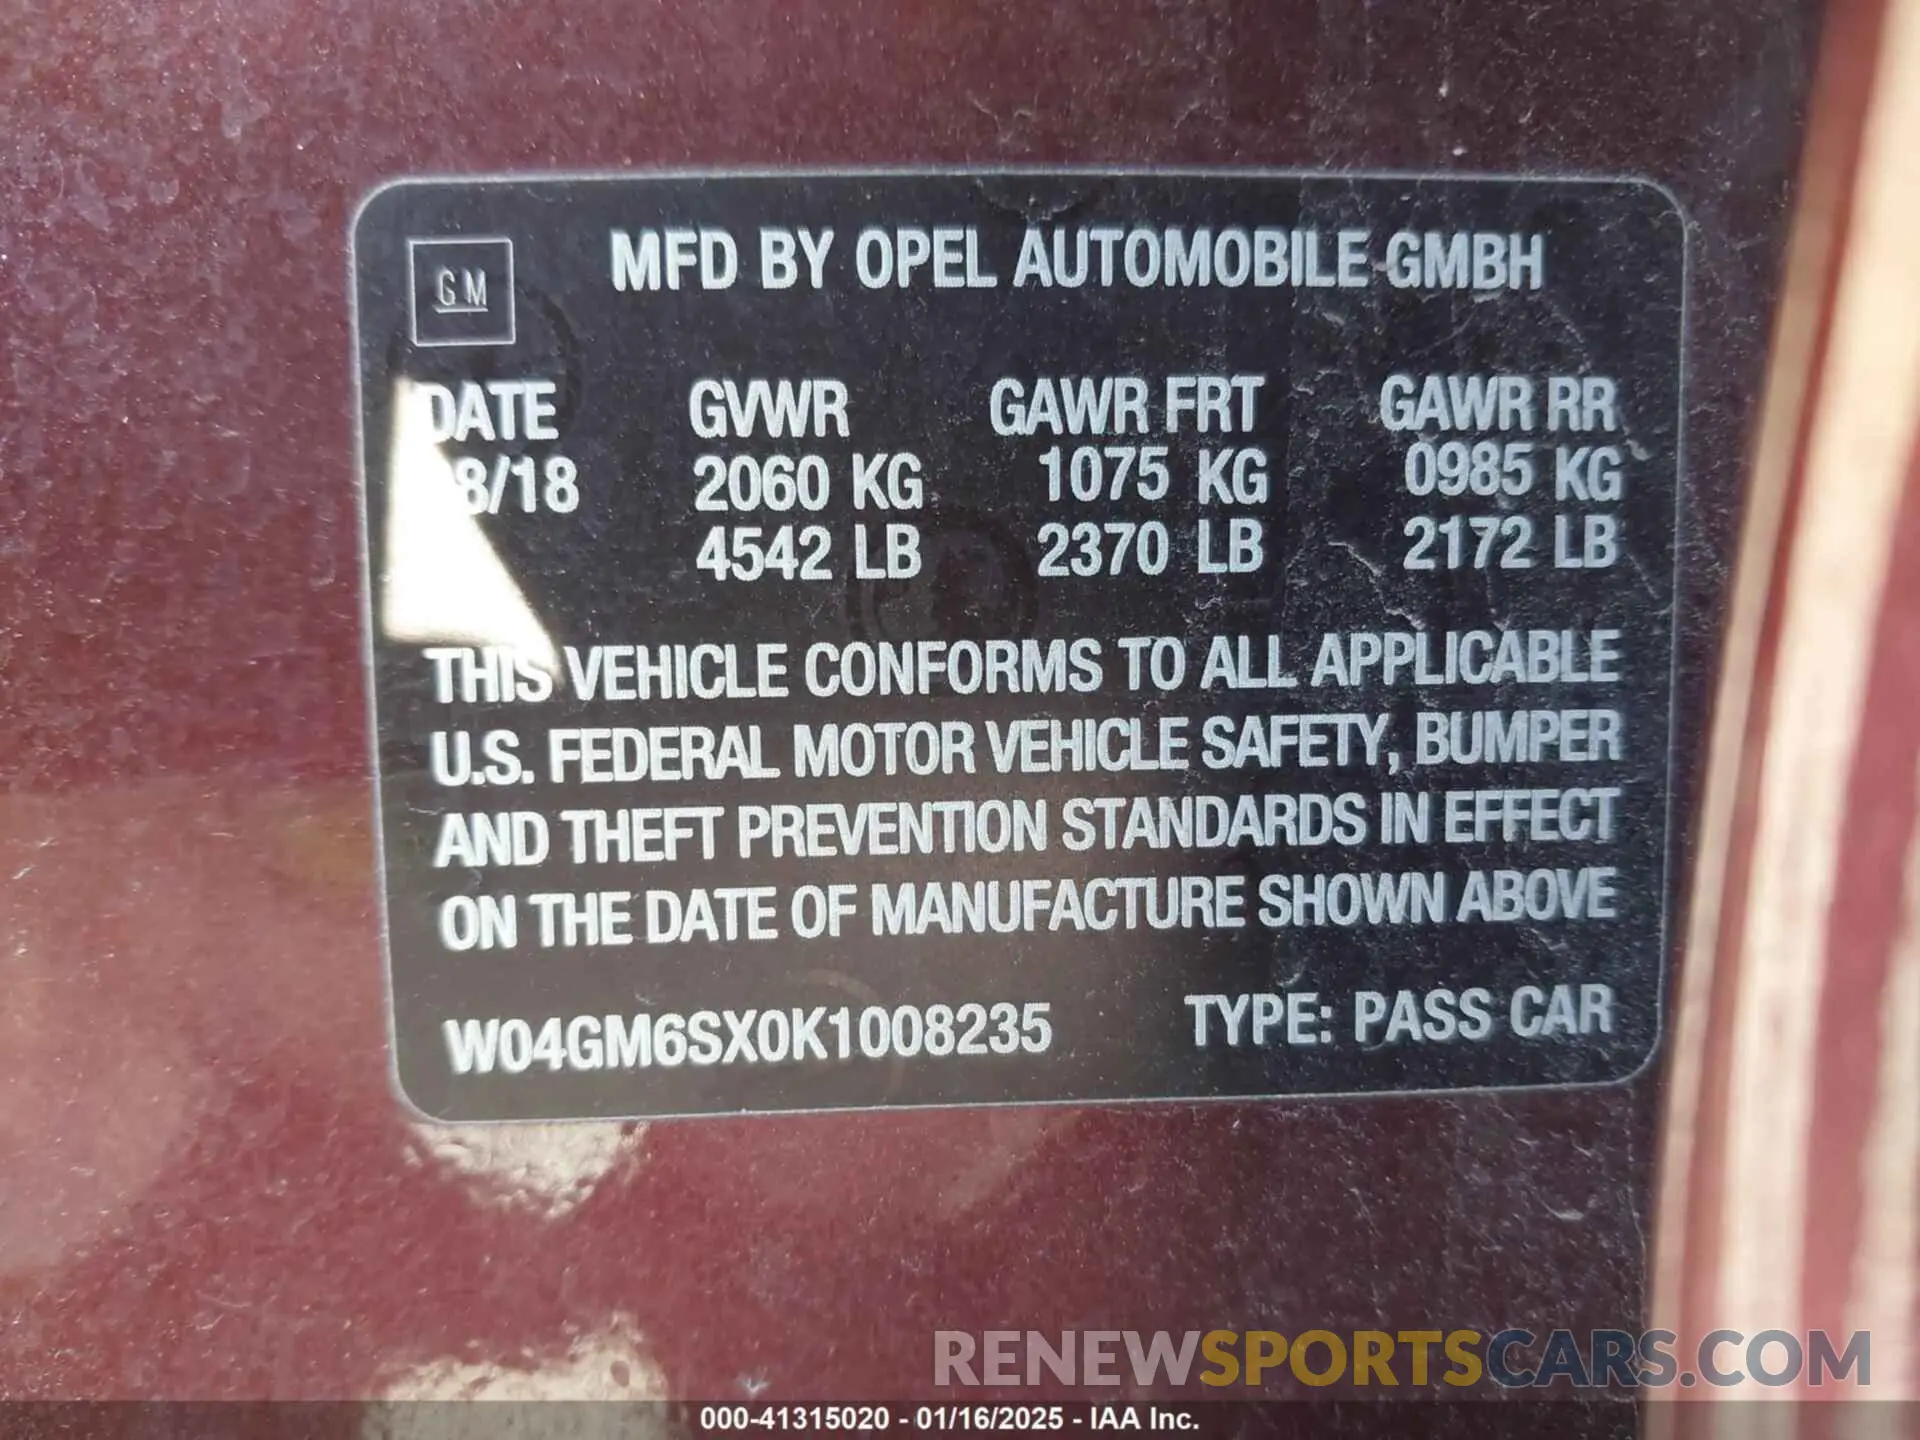 MFD BY OPEL AUTOMOBILE GMBH
GM
DATE GVWR GAWR FRT GAWR RR
8/18 2060 KG 1075 KG 0985 KG
4542 LB 2370 LB 2172 LB
THIS VEHICLE CONFORMS TO ALL APPLICABLE
U.S. FEDERAL MOTOR VEHICLE SAFETY, BUMPER
AND THEFT PREVENTION STANDARDS IN EFFECT
ON THE DATE OF MANUFACTURE SHOWN ABOVE
W04GM6SX0K1008235 TYPE: PASS CAR
RENEWSPORTSCARS.COM
000-41315020 - 01/16/2025 - IAA Inc.